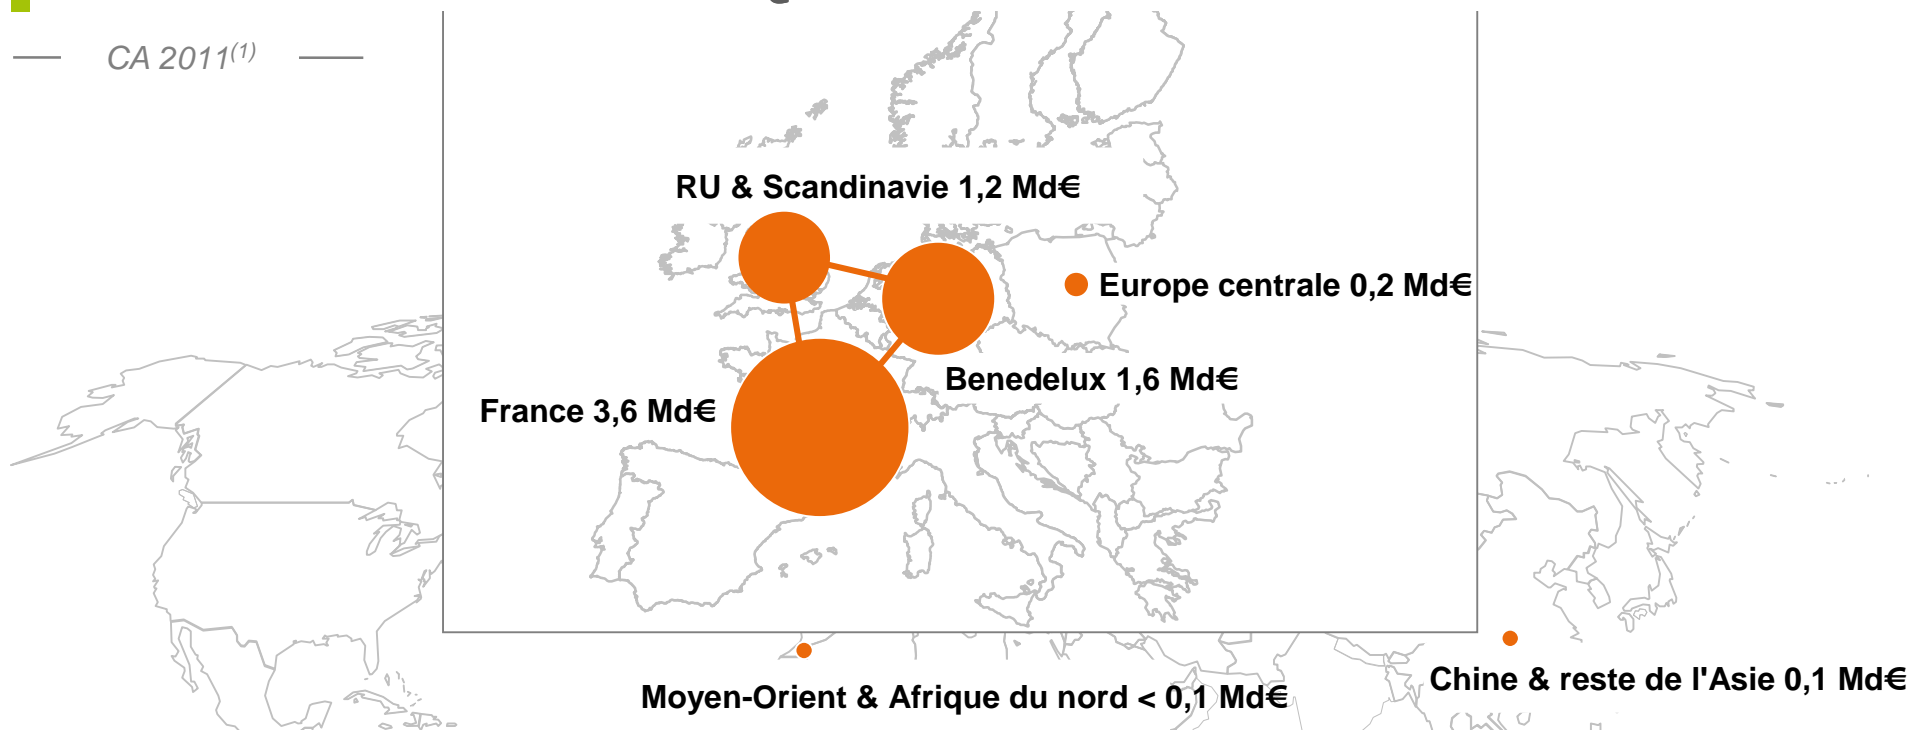 CA 2011(1)
RU & Scandinavie 1,2 Md€
Europe centrale 0,2 Md€
Benedelux 1,6 Md€
France 3,6 Md€
Chine & reste de l'Asie 0,1 Md€
Moyen-Orient & Afrique du nord < 0,1 Md€